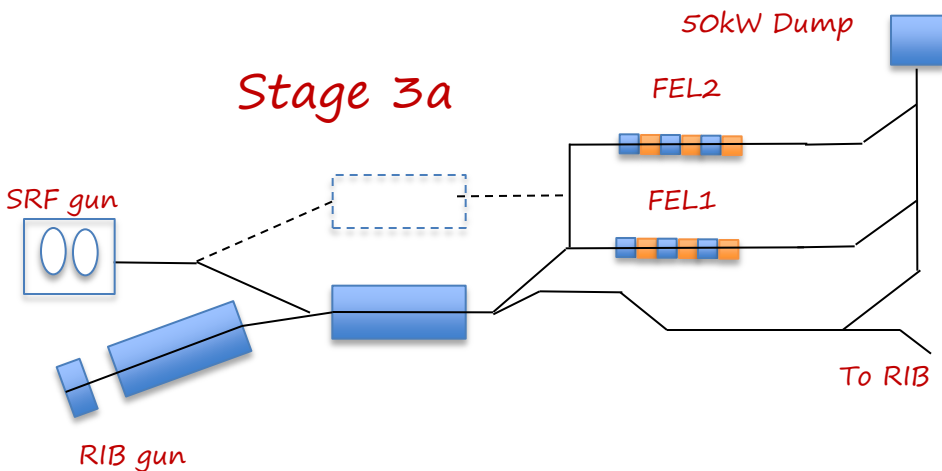 50kW Dump
Stage 3a
FEL2
SRF gun
FEL1
To RIB
RIB gun